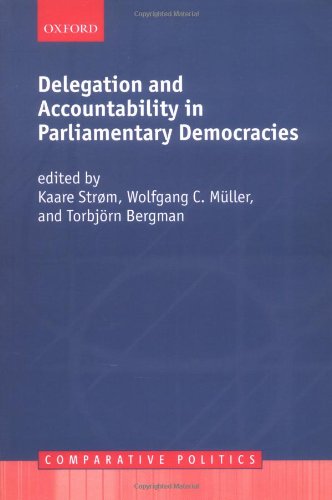 OXFORD
Delegation and
Accountability in
Parliamentary Democracies
edited by
Kaare Strøm, Wolfgang C. Müller,
and Torbjörn Bergman
COMPARATIVE POLITICS